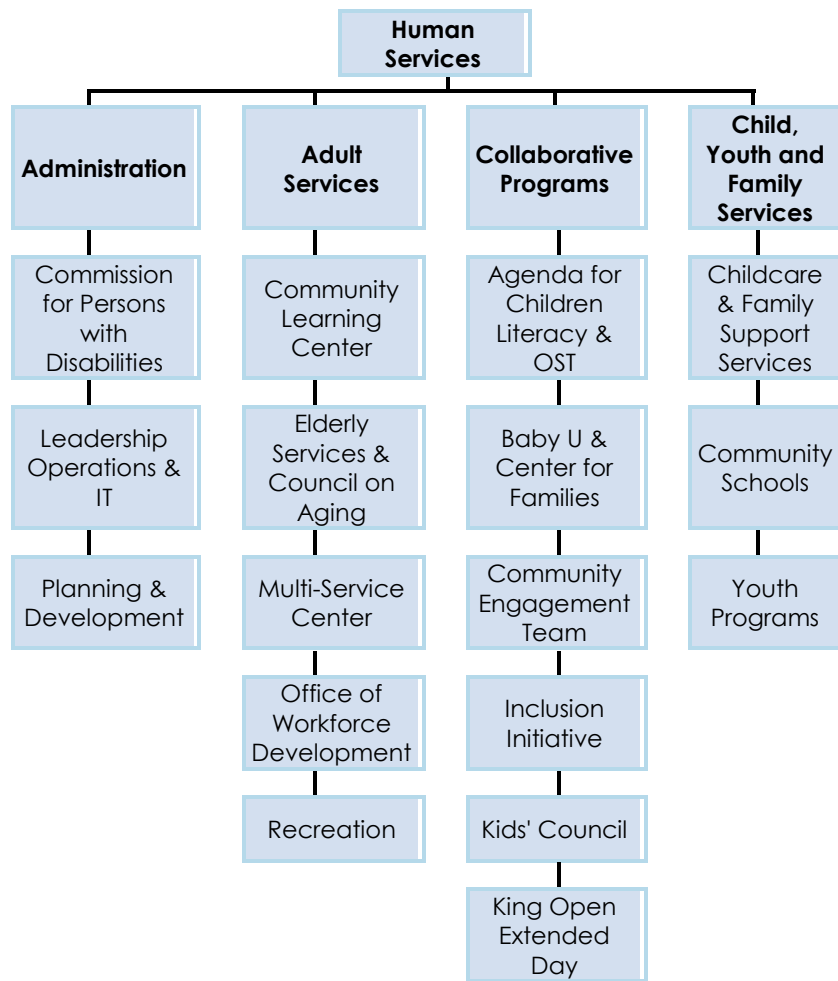 Human
Services
Administration
Adult
Services
Collaborative
Programs
Child,
Youth and
Family
Services
Commission
for Persons
with
Disabilities
Leadership
Operations &
IT
Planning &
Development
Community
Learning
Center
Elderly
Services &
Council on
Aging
Multi-Service
Center
Office of
Workforce
Development
Recreation
Agenda for
Children
Literacy &
OST
Baby U &
Center for
Families
Community
Engagement
Team
Inclusion
Initiative
Kids' Council
King Open
Extended
Day
Childcare
& Family
Support
Services
Community
Schools
Youth
Programs